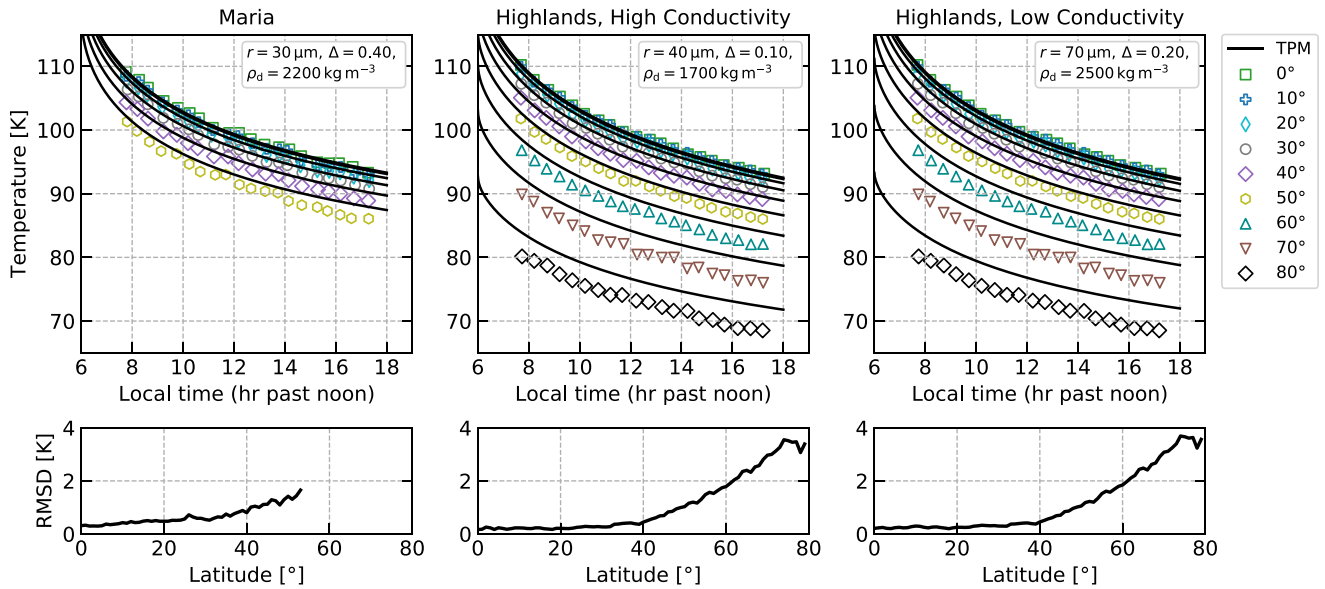 Maria
Highlands, High Conductivity
Highlands, Low Conductivity
r = 30 μm, Δ = 0.40,
ρd = 2200 kg m−3
r = 40 μm, Δ = 0.10,
ρd = 1700 kg m−3
r = 70 μm, Δ = 0.20,
ρd = 2500 kg m−3
TPM
0°
10°
20°
30°
40°
50°
60°
70°
80°
Temperature [K]
110
100
90
80
70
110
100
90
80
70
110
100
90
80
70
6 8 10 12 14 16 18
6 8 10 12 14 16 18
6 8 10 12 14 16 18
Local time (hr past noon)
Local time (hr past noon)
Local time (hr past noon)
RMSD [K]
4
2
0
4
2
0
4
2
0
0 20 40 60 80
0 20 40 60 80
0 20 40 60 80
Latitude [°]
Latitude [°]
Latitude [°]